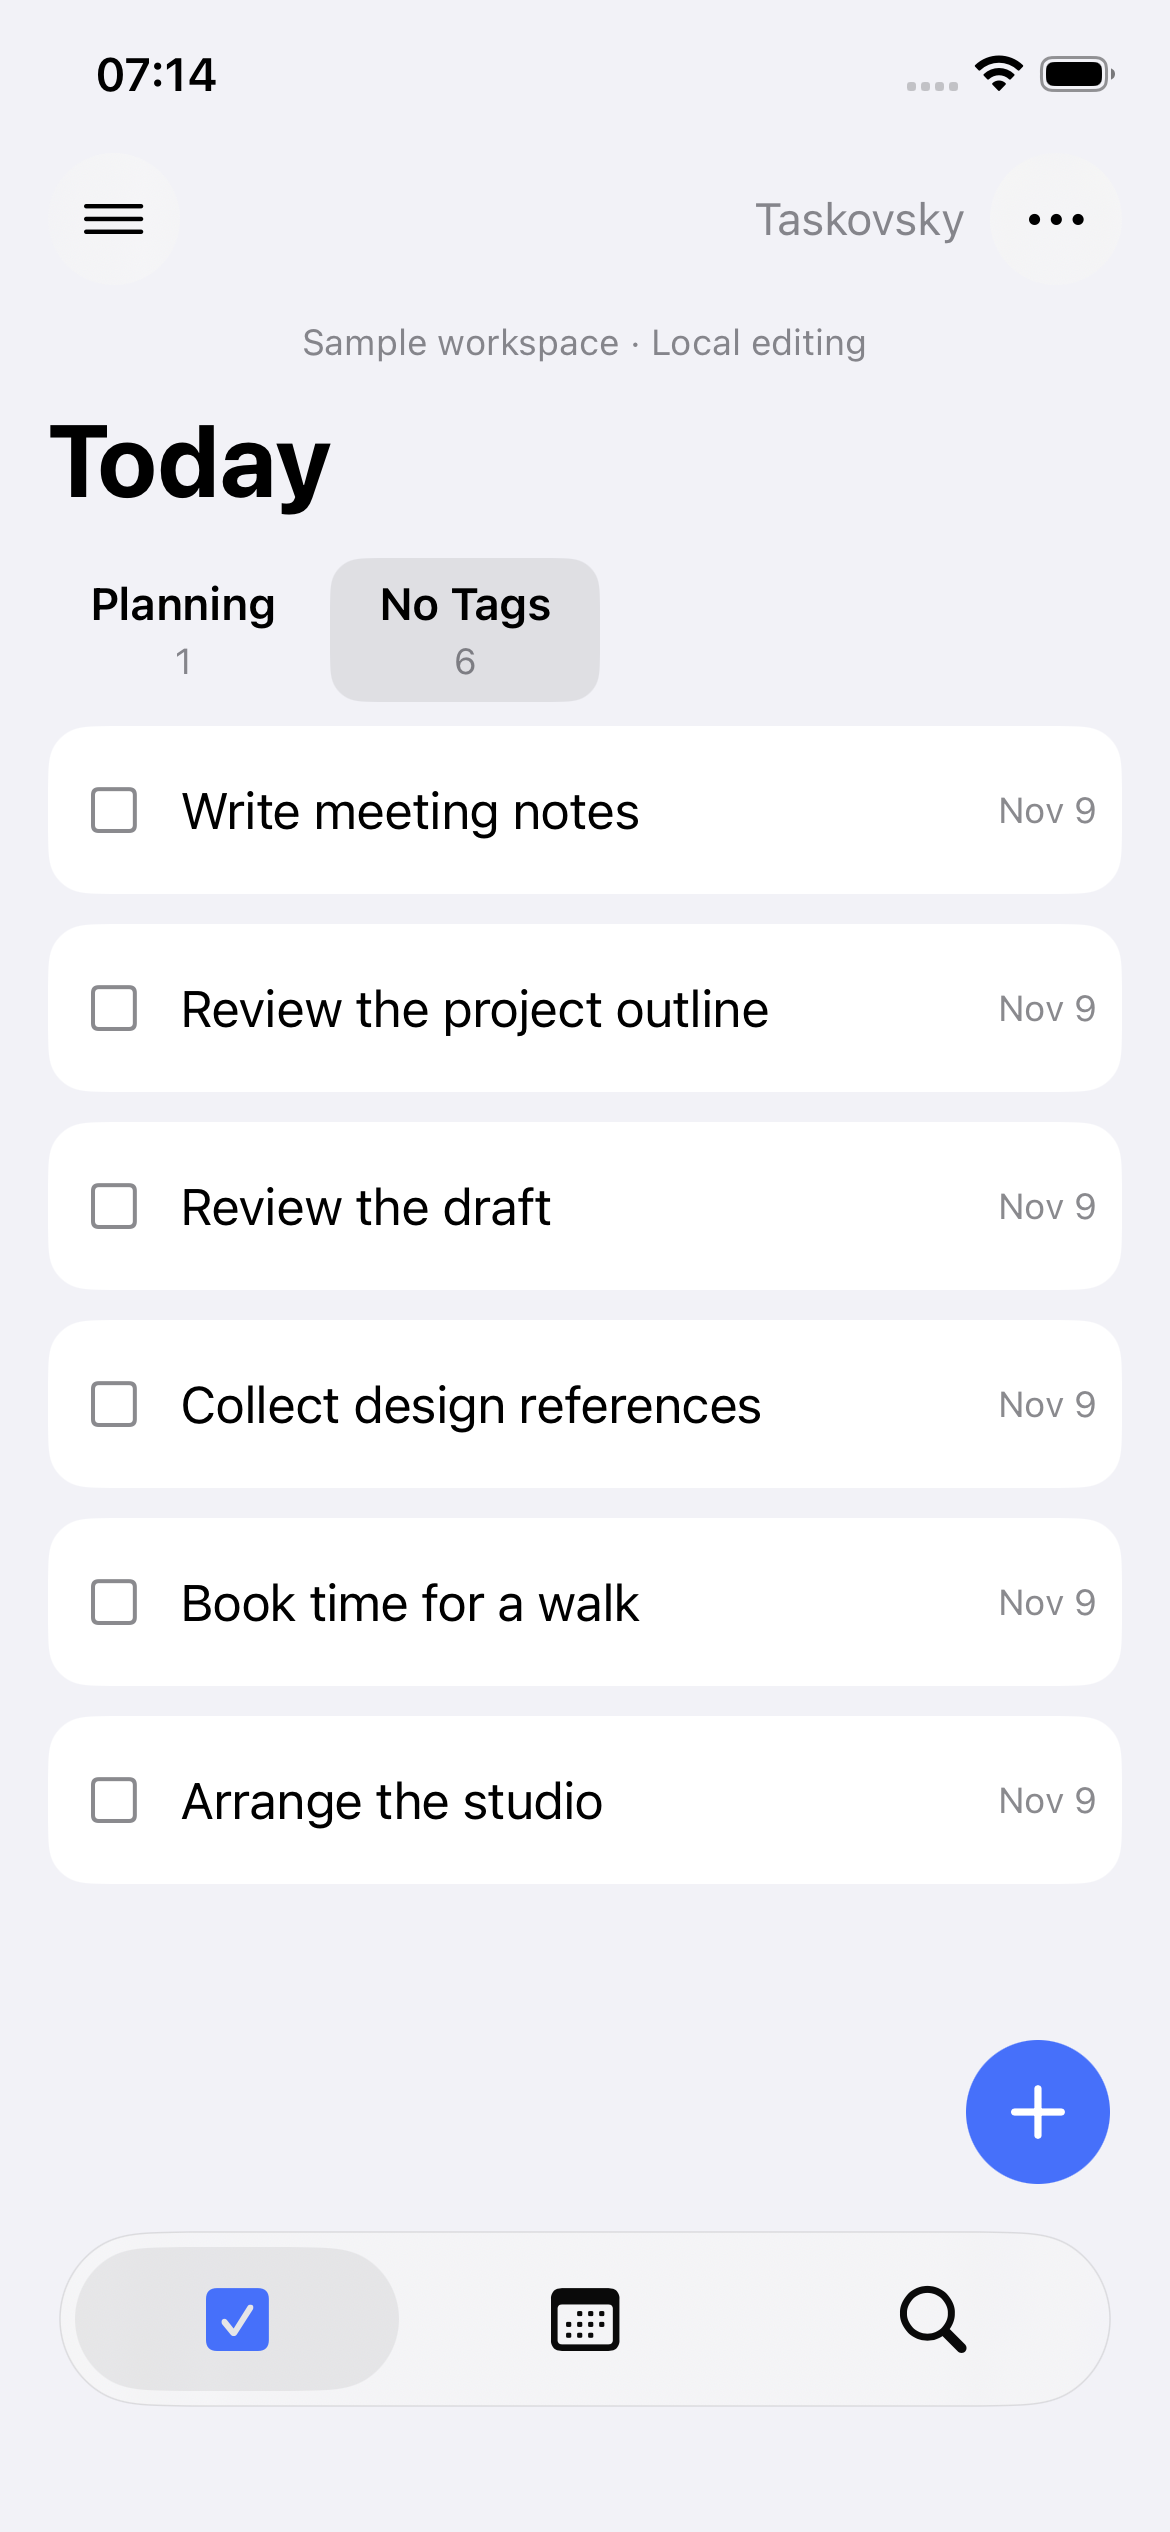 07:14
Taskovsky
Sample workspace · Local editing
Today
Planning
1
No Tags
6
Write meeting notes
Nov 9
Review the project outline
Nov 9
Review the draft
Nov 9
Collect design references
Nov 9
Book time for a walk
Nov 9
Arrange the studio
Nov 9